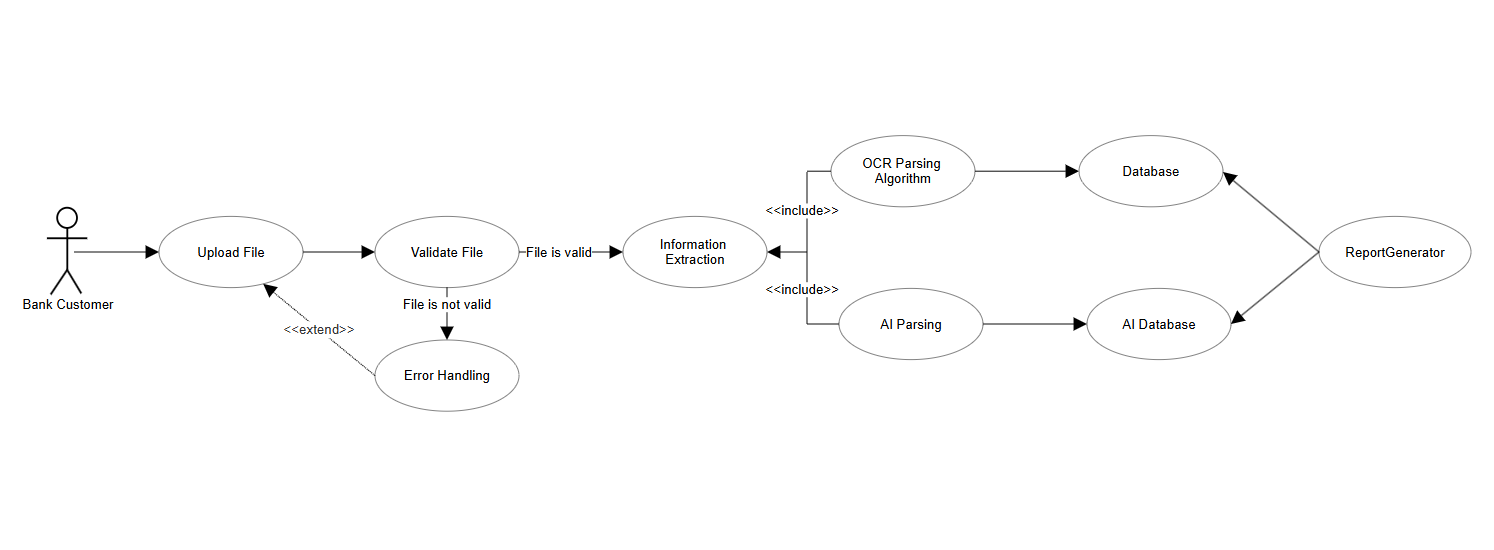 Bank Customer
Upload File
Validate File
File is valid
File is not valid
<<extend>>
Error Handling
Information
Extraction
<<include>>
<<include>>
OCR Parsing
Algorithm
AI Parsing
Database
AI Database
ReportGenerator